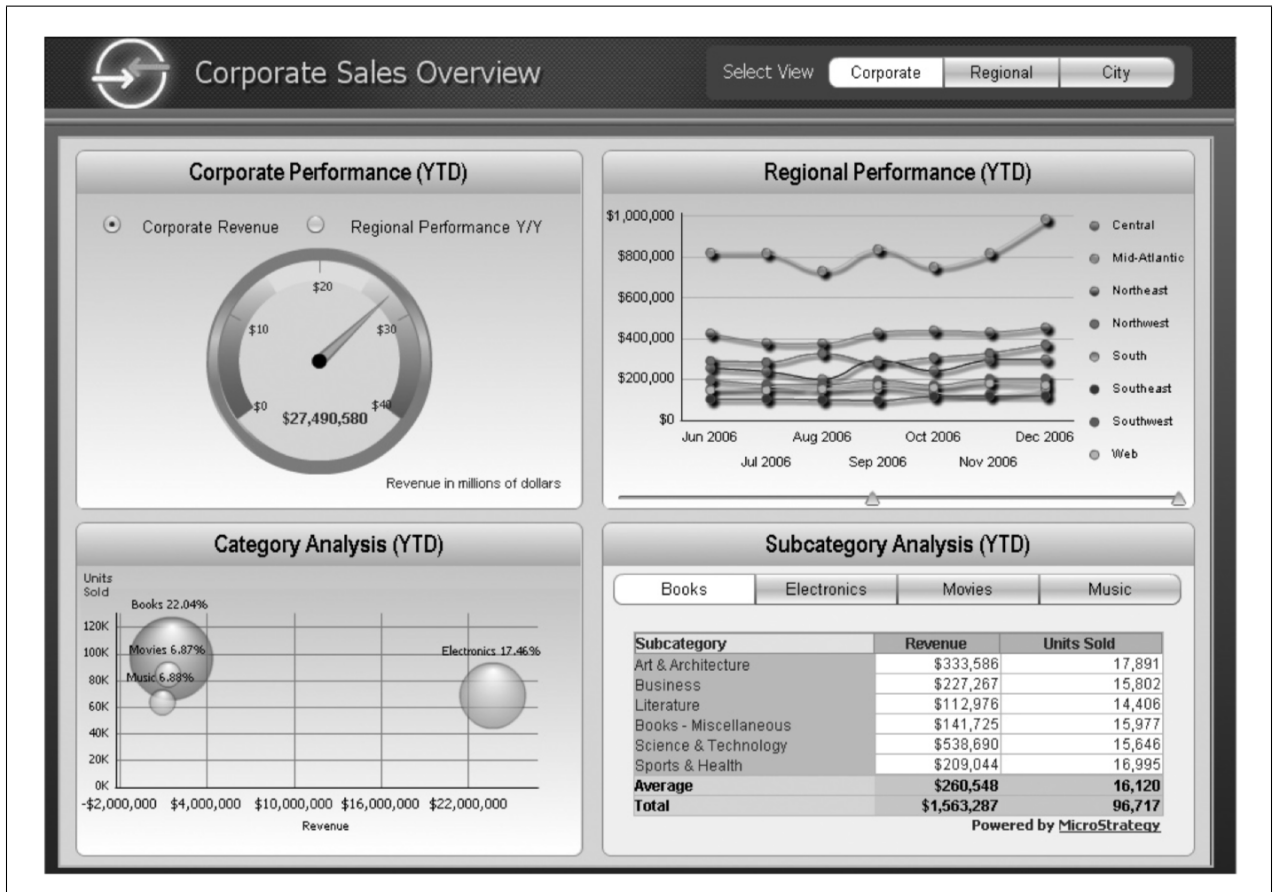 Corporate Sales Overview
Select View Corporate Regional City
Corporate Performance (YTD)
Corporate Revenue Regional Performance Y/Y
$20
$10 $30
$0 $40
$27,490,580
Revenue in millions of dollars
Regional Performance (YTD)
$1,000,000
$800,000
$600,000
$400,000
$200,000
$0
Jun 2006 Aug 2006 Oct 2006 Dec 2006
Jul 2006 Sep 2006 Nov 2006
Central
Mid-Atlantic
Northeast
Northwest
South
Southeast
Southwest
Web
Category Analysis (YTD)
Units
Sold
Books 22.04%
120K
100K
Movies 6.87%
Electronics 17.46%
80K
Music 6.88%
60K
40K
20K
0K
-$2,000,000 $4,000,000 $10,000,000 $16,000,000 $22,000,000
Revenue
Subcategory Analysis (YTD)
Books Electronics Movies Music
Subcategory Revenue Units Sold
Art & Architecture $333,586 17,891
Business $227,267 15,802
Literature $112,976 14,406
Books - Miscellaneous $141,725 15,977
Science & Technology $538,690 15,646
Sports & Health $209,044 16,995
Average $260,548 16,120
Total $1,563,287 96,717
Powered by MicroStrategy